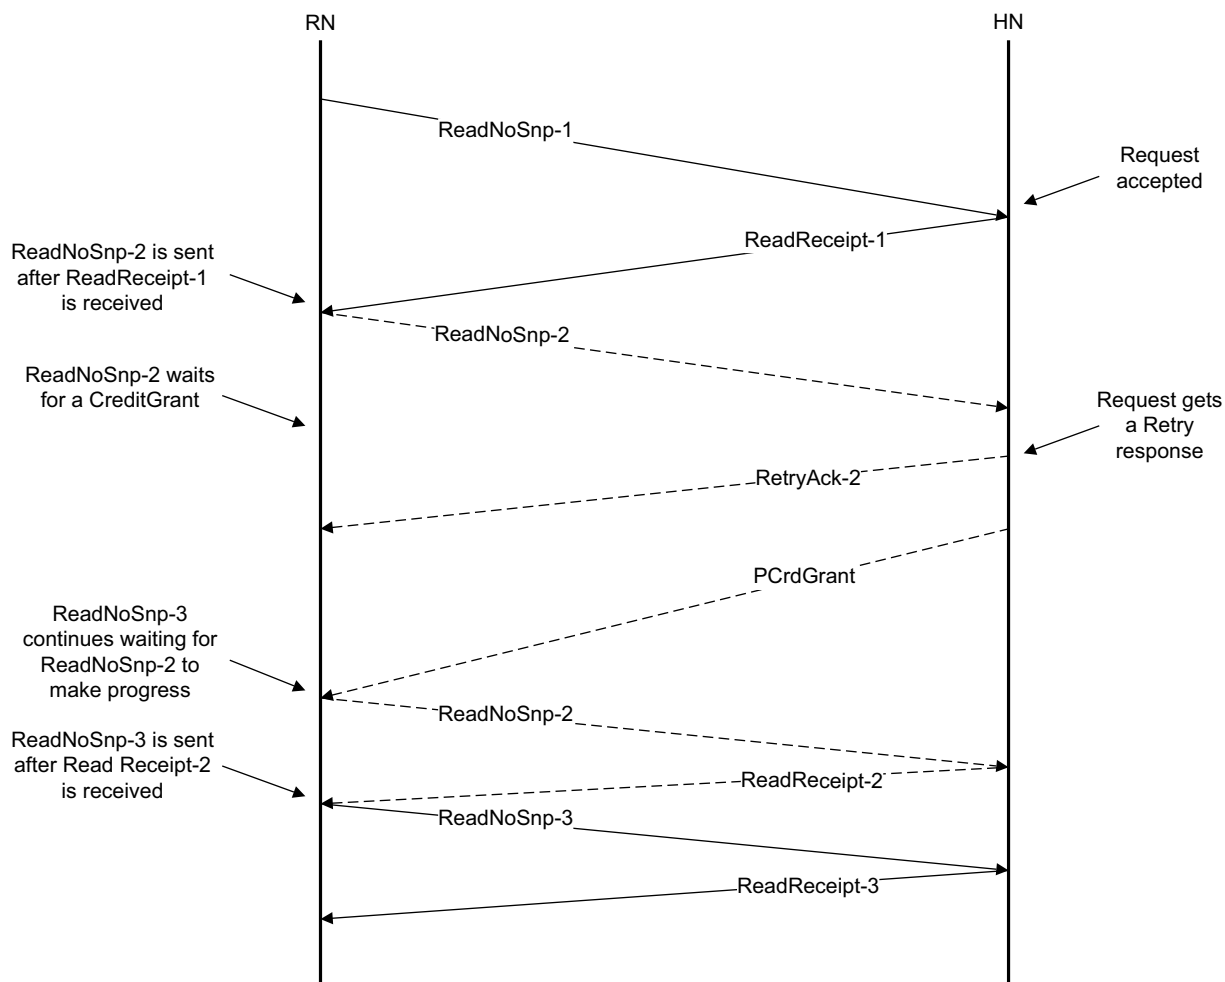 RN
HN
ReadNoSnp-1
Request
accepted
ReadReceipt-1
ReadNoSnp-2 is sent
after ReadReceipt-1
is received
ReadNoSnp-2
ReadNoSnp-2 waits
for a CreditGrant
Request gets
a Retry
response
RetryAck-2
PCrdGrant
ReadNoSnp-3
continues waiting for
ReadNoSnp-2 to
make progress
ReadNoSnp-2
ReadNoSnp-3 is sent
after Read Receipt-2
is received
ReadReceipt-2
ReadNoSnp-3
ReadReceipt-3